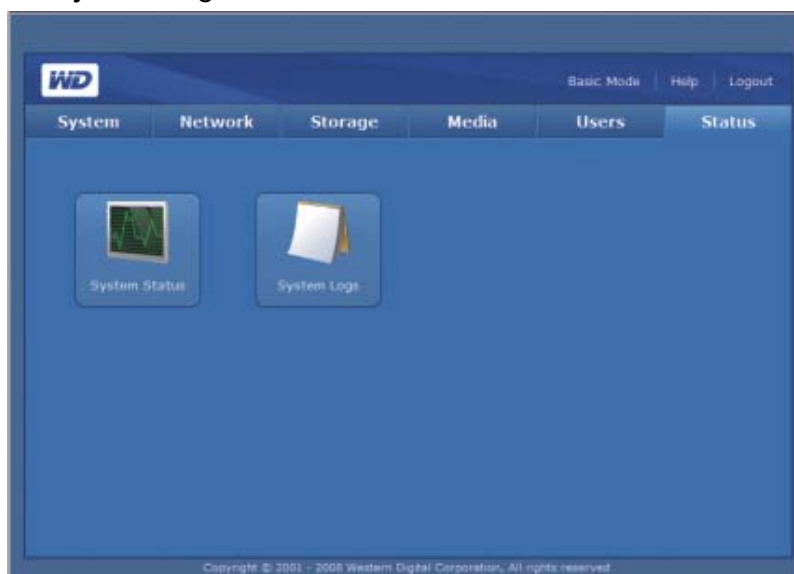 WD
Basic Mode | Help | Logout
System Network Storage Media Users Status
System Status System Logs
Copyright © 2001 - 2008 Western Digital Corporation, All rights reserved